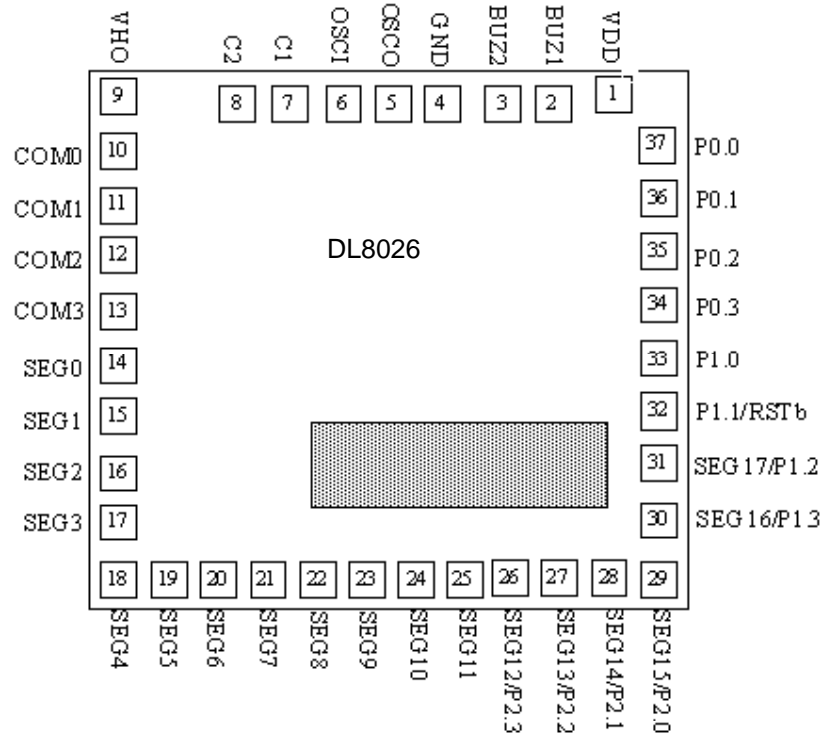 VHO
C2
C1
OSCI
OSCO
GND
BUZ2
BUZ1
VDD
9
8
7
6
5
4
3
2
1
COM0
10
37
P0.0
COM1
11
36
P0.1
COM2
12
DL8026
35
P0.2
COM3
13
34
P0.3
SEG0
14
33
P1.0
SEG1
15
32
P1.1/RSTb
SEG2
16
31
SEG17/P1.2
SEG3
17
30
SEG16/P1.3
18
19
20
21
22
23
24
25
26
27
28
29
SEG4
SEG5
SEG6
SEG7
SEG8
SEG9
SEG10
SEG11
SEG12/P2.3
SEG13/P2.2
SEG14/P2.1
SEG15/P2.0